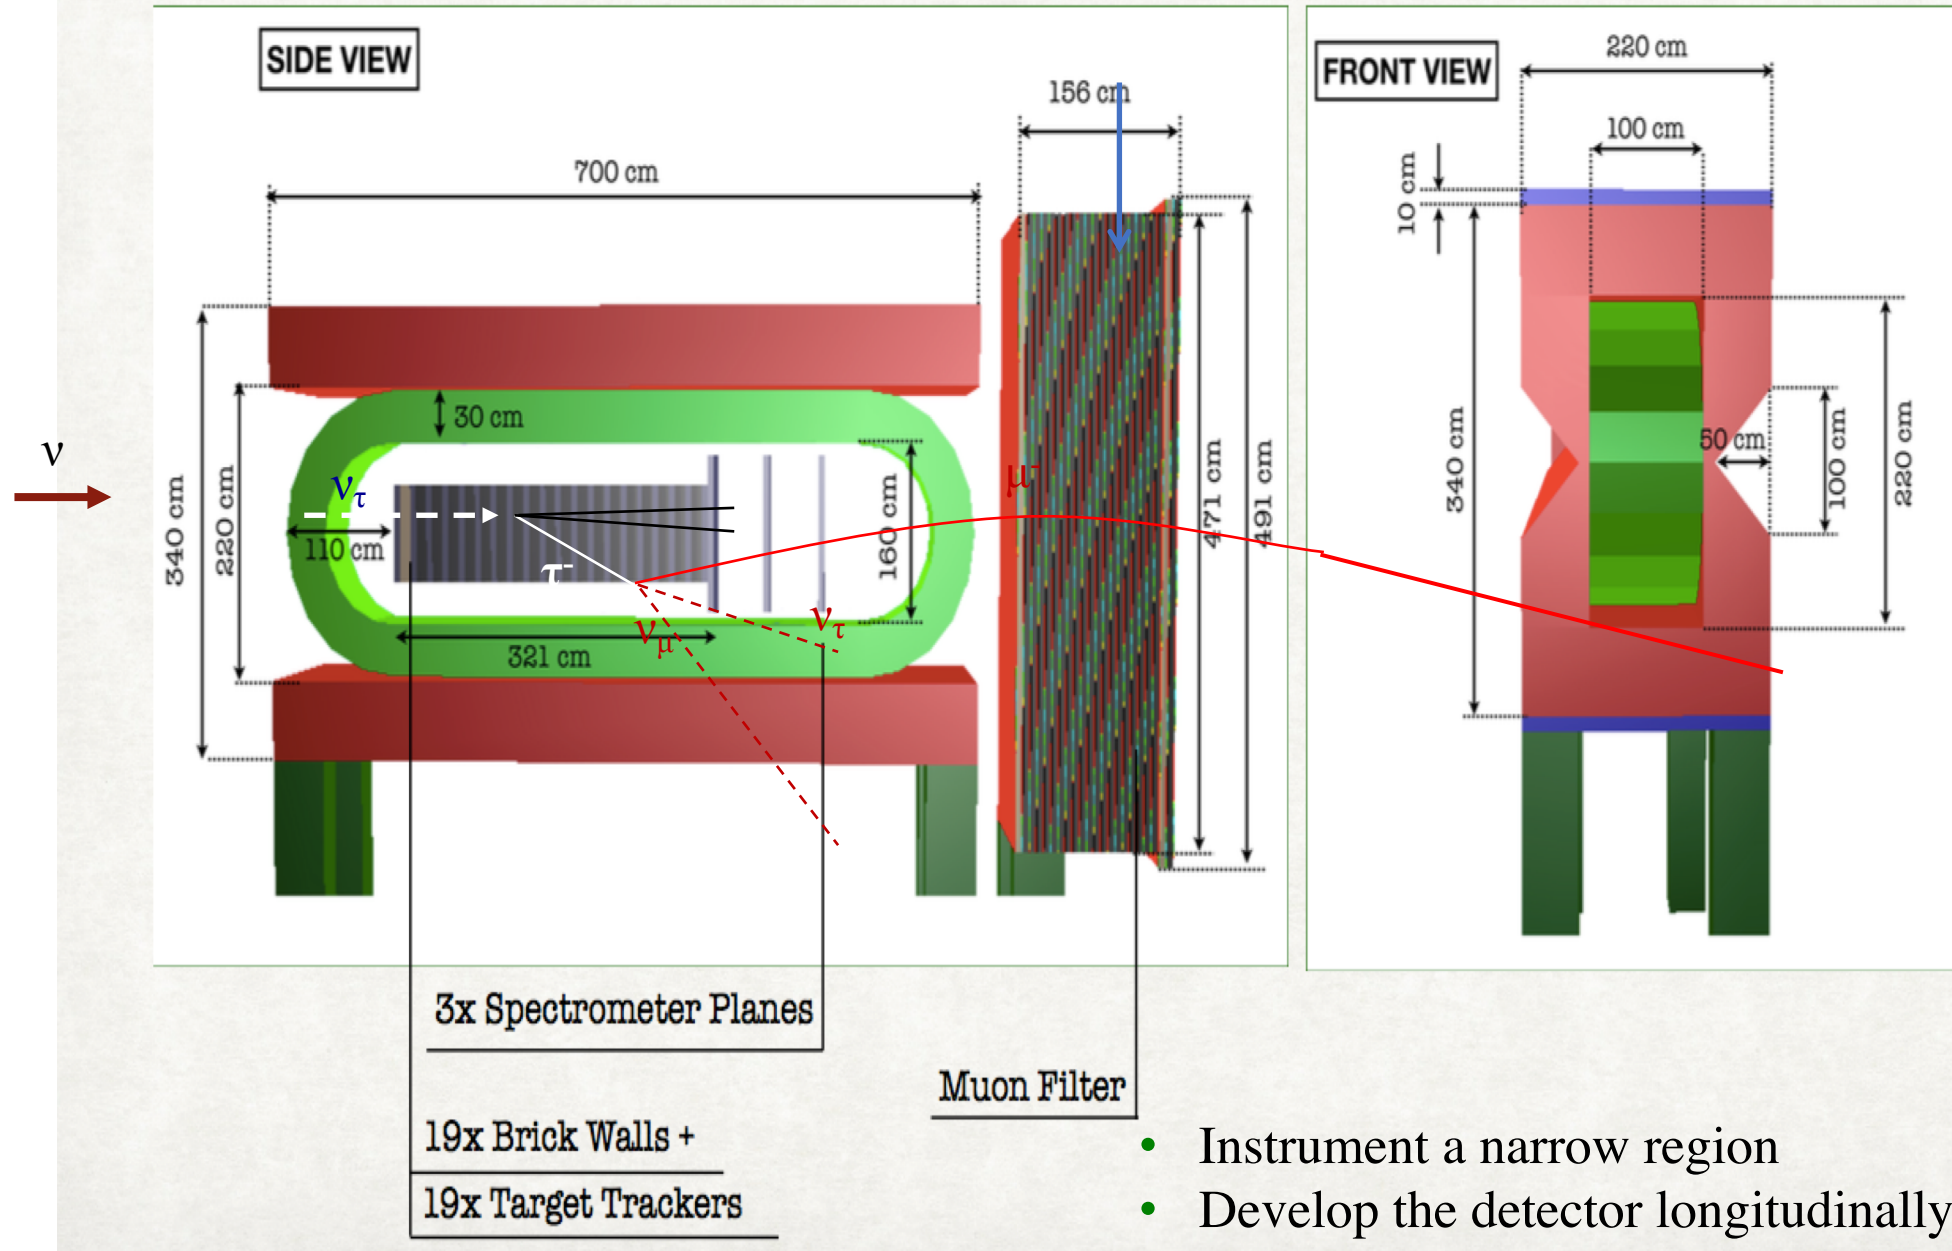 SIDE VIEW
156 cm
700 cm
30 cm
ν
ντ
110 cm
τ-
340 cm
220 cm
160 cm
μ-
471 cm
491 cm
νμ
ντ
321 cm
3x Spectrometer Planes
Muon Filter
19x Brick Walls +
19x Target Trackers
FRONT VIEW
220 cm
100 cm
10 cm
340 cm
50 cm
100 cm
220 cm
• Instrument a narrow region
• Develop the detector longitudinally